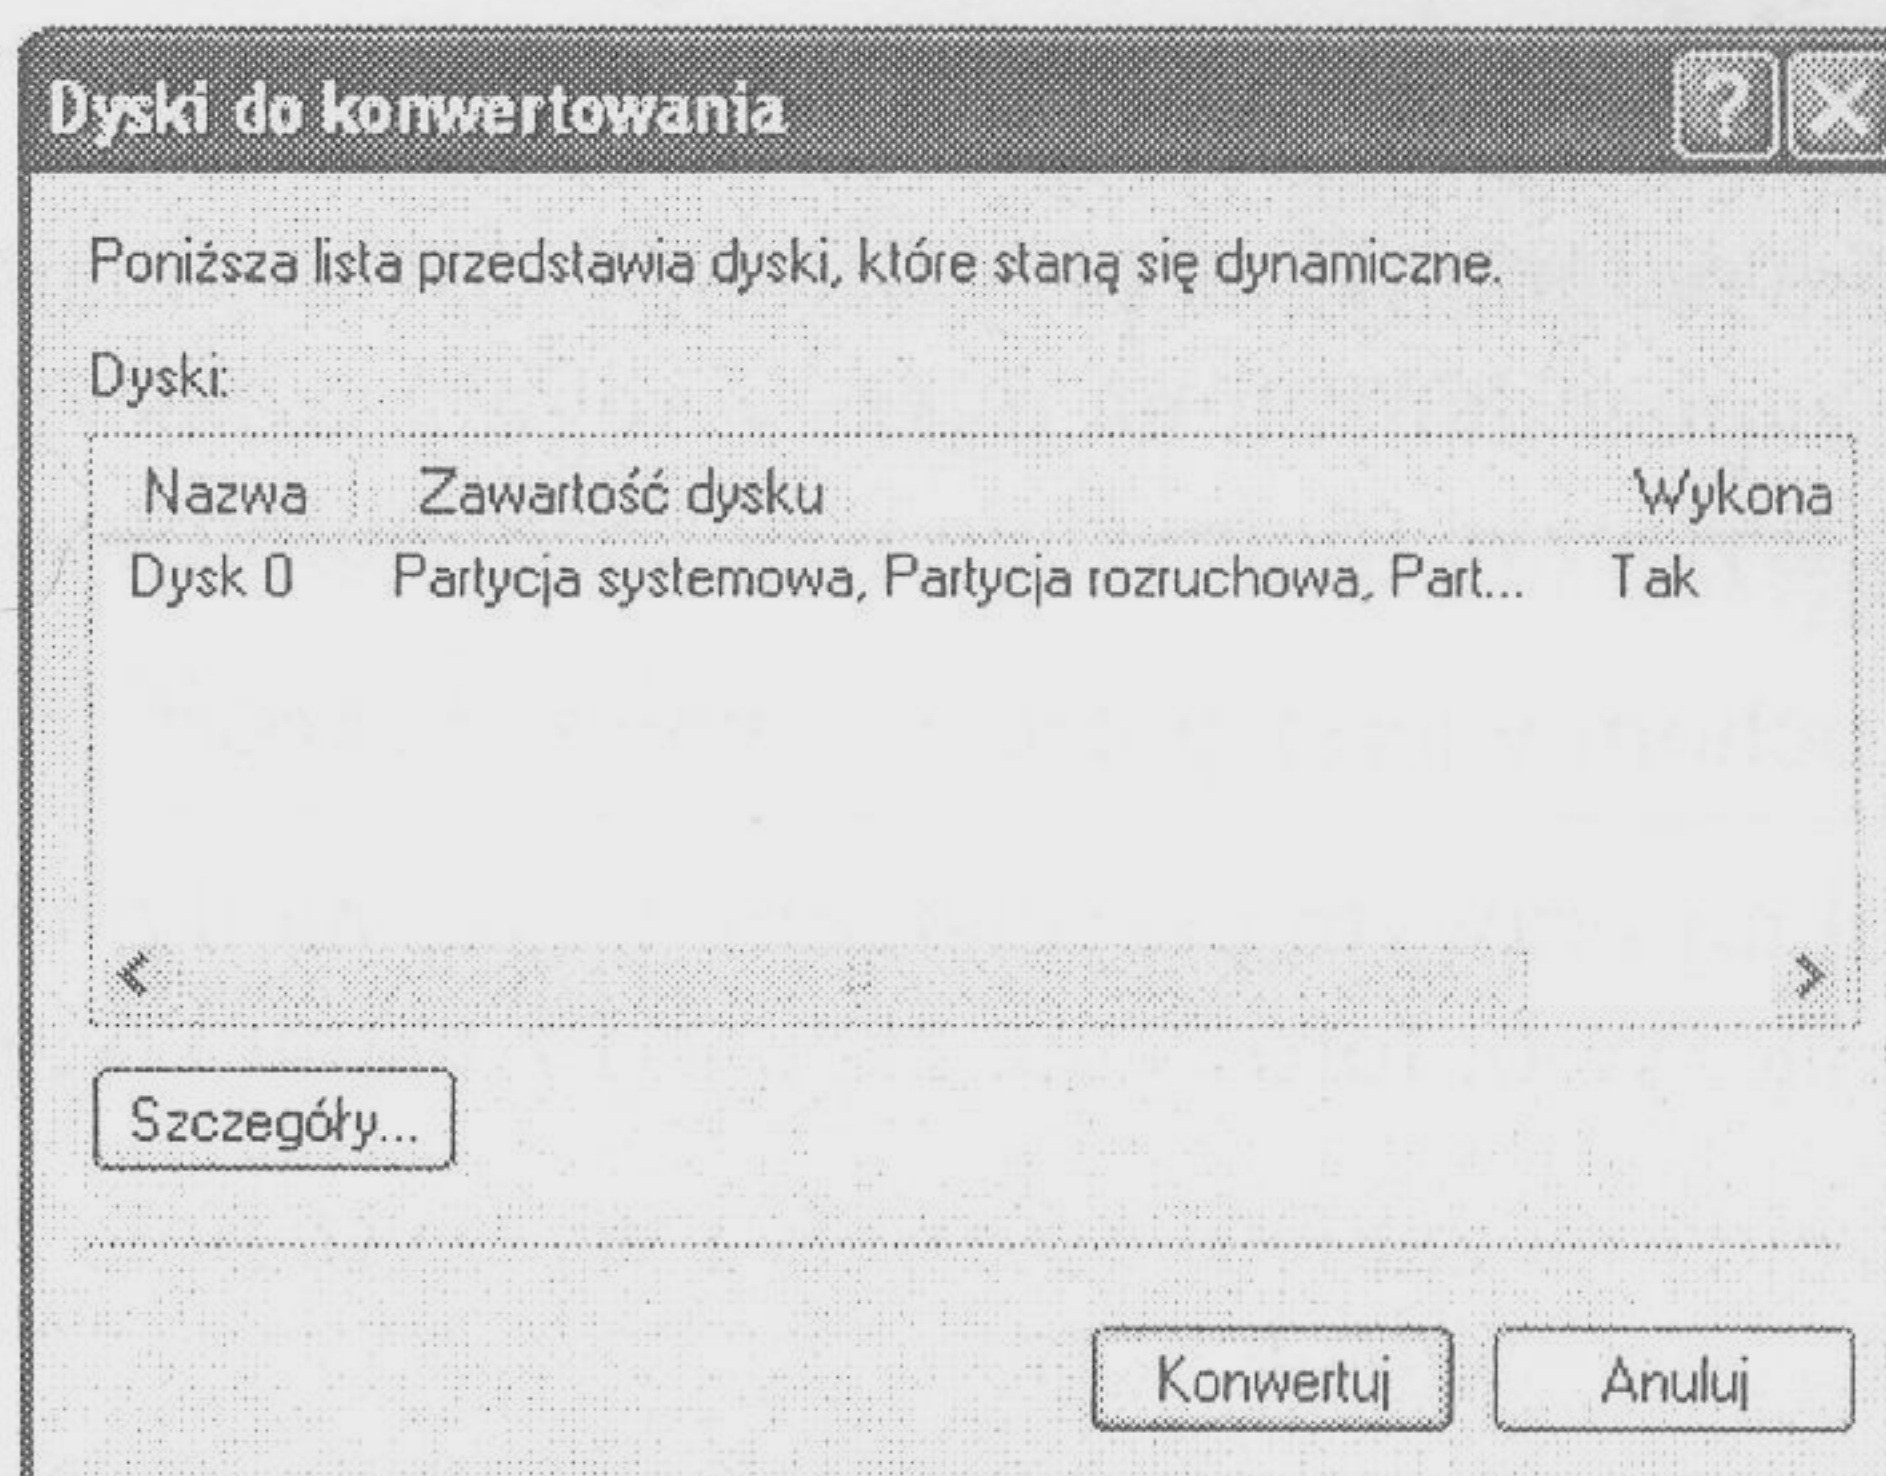 Dyski do konwertowania
Poniższa lista przedstawia dyski, które staną się dynamiczne.
Dyski:
Nazwa Zawartość dysku Wykona
Dysk 0 Partycja systemowa, Partycja rozruchowa, Part... Tak
Szczegóły...
Konwertuj Anuluj